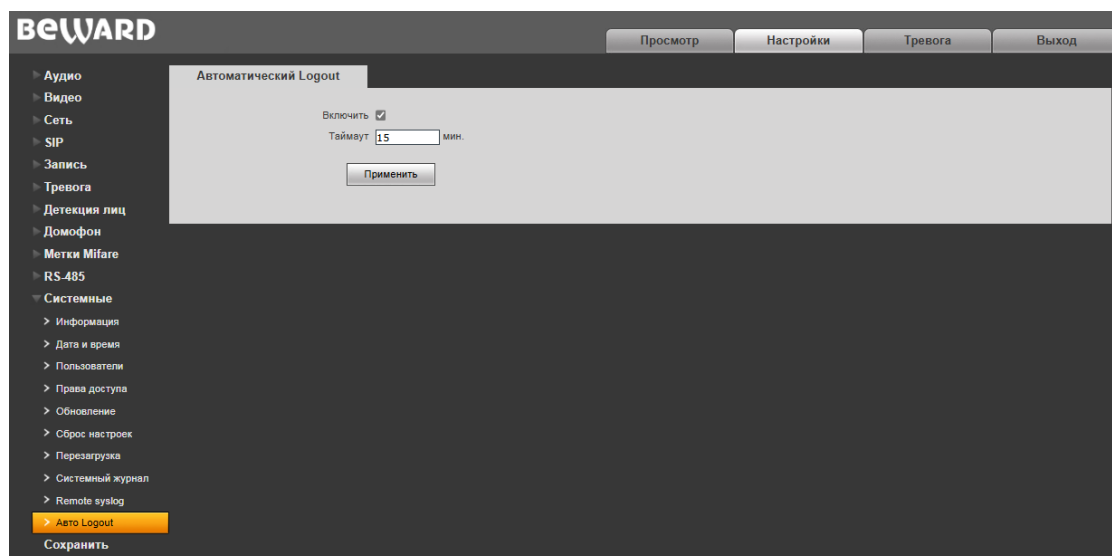 BEWARD
Просмотр
Настройки
Тревога
Выход
Аудио
Видео
Сеть
SIP
Запись
Тревога
Детекция лиц
Домофон
Метки Mifare
RS-485
Системные
Информация
Дата и время
Пользователи
Права доступа
Обновление
Сброс настроек
Перезагрузка
Системный журнал
Remote syslog
Авто Logout
Сохранить
Автоматический Logout
Включить
Таймаут 15 мин.
Применить